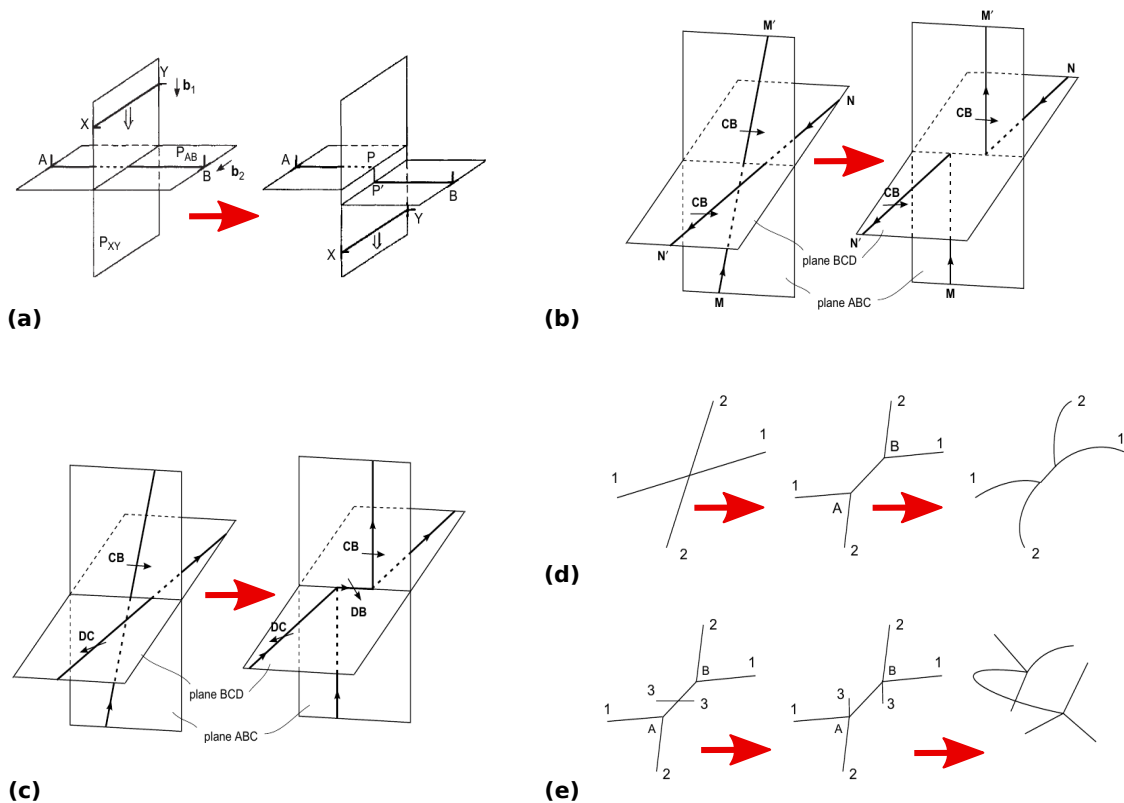 Y
b1
X
A
PAB
B
b2
PXY
A
P
P′
B
Y
X
(a)
M′
N
CB
CB
N′
M
plane BCD
plane ABC
M′
N
CB
CB
N′
M
(b)
CB
DC
plane BCD
plane ABC
CB
DB
DC
(c)
2
1
1
2
2
B
1
1
A
2
2
1
1
2
(d)
2
B
1
3
3
1
A
2
2
B
1
3
3
1
A
2
(e)